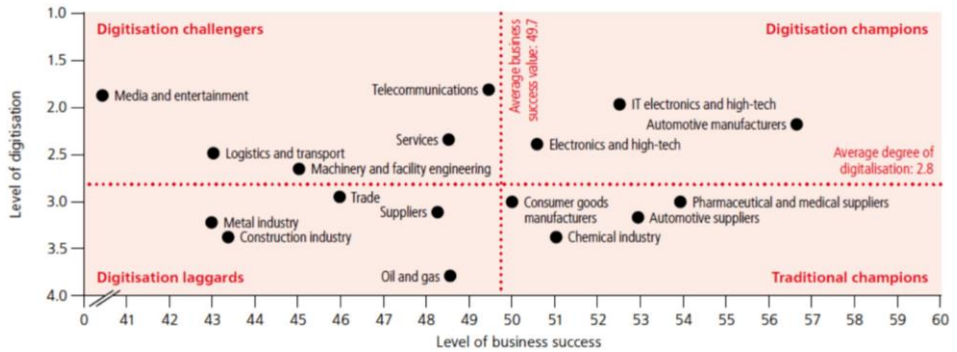 1.0
Digitisation challengers
Average business
success value: 49.7
Digitisation champions
1.5
Telecommunications
Media and entertainment
2.0
IT electronics and high-tech
Automotive manufacturers
Services
Electronics and high-tech
Level of digitisation
2.5
Logistics and transport
Machinery and facility engineering
Average degree of
digitalisation: 2.8
3.0
Trade
Consumer goods
manufacturers
Pharmaceutical and medical suppliers
Suppliers
Automotive suppliers
Metal industry
3.5
Construction industry
Chemical industry
Digitisation laggards
Oil and gas
Traditional champions
4.0
0 41 42 43 44 45 46 47 48 49 50 51 52 53 54 55 56 57 58 59 60
Level of business success